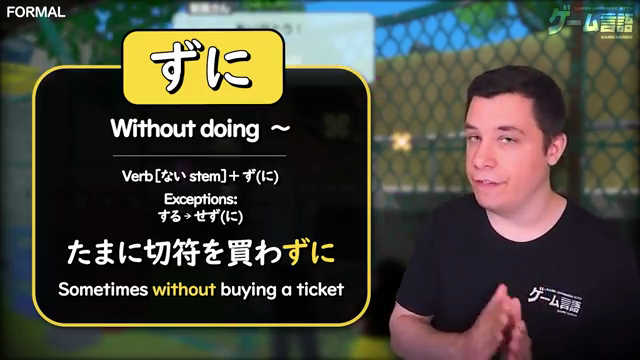 FORMAL
ゲーム言語
GAME GENGO
ずに
Without doing ～
Verb [ない stem] + ず(に)
Exceptions:
する → せず(に)
たまに切符を買わずに
Sometimes without buying a ticket
ゲーム言語